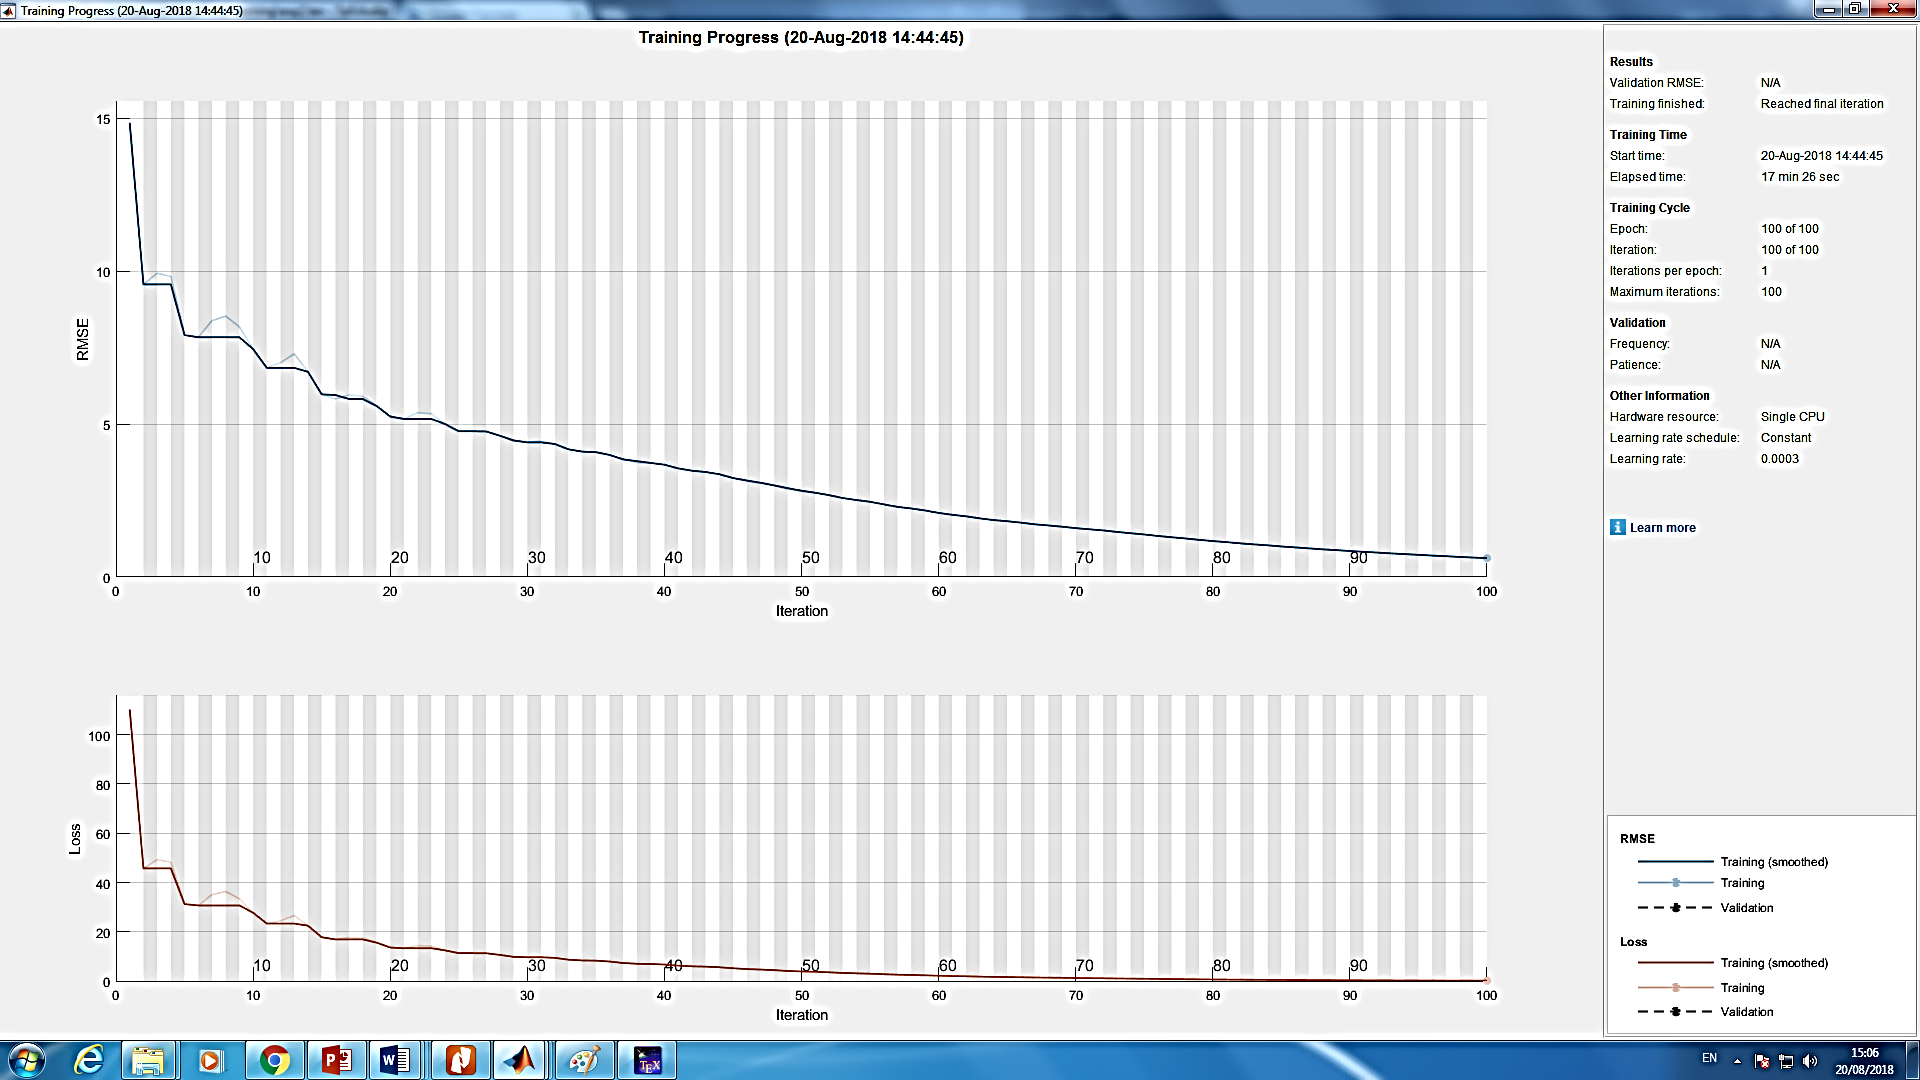 Training Progress (20-Aug-2018 14:44:45)
Training Progress (20-Aug-2018 14:44:45)
15
10
5
0
RMSE
10 20 30 40 50 60 70 80 90
0 10 20 30 40 50 60 70 80 90 100
Iteration
100
80
60
40
20
0
Loss
10 20 30 40 50 60 70 80 90
0 10 20 30 40 50 60 70 80 90 100
Iteration
Results
Validation RMSE: N/A
Training finished: Reached final iteration
Training Time
Start time: 20-Aug-2018 14:44:45
Elapsed time: 17 min 26 sec
Training Cycle
Epoch: 100 of 100
Iteration: 100 of 100
Iterations per epoch: 1
Maximum iterations: 100
Validation
Frequency: N/A
Patience: N/A
Other Information
Hardware resource: Single CPU
Learning rate schedule: Constant
Learning rate: 0.0003
Learn more
RMSE
Training (smoothed)
Training
Validation
Loss
Training (smoothed)
Training
Validation
EN
15:06
20/08/2018